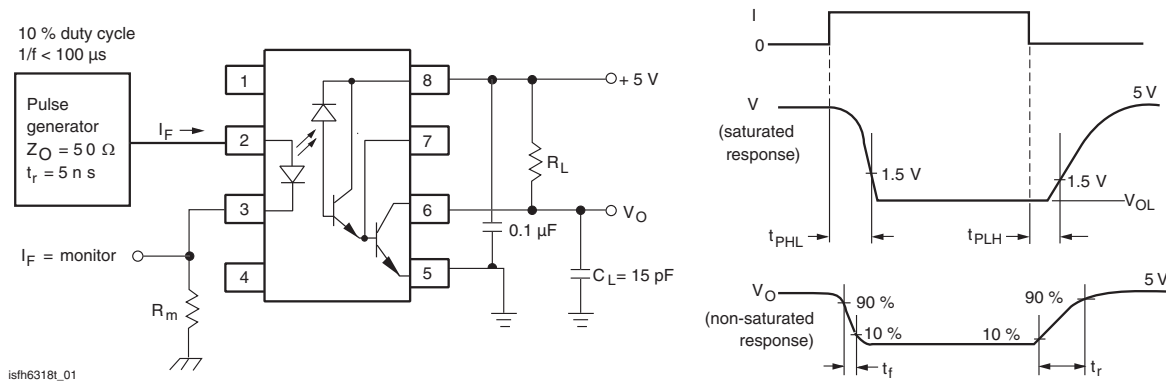 10 % duty cycle
1/f < 100 µs
Pulse
generator
Z_O = 50 Ω
t_r = 5 n s
I_F
1
2
3
4
8
7
6
5
+ 5 V
R_L
V_O
0.1 µF
C_L = 15 pF
I_F = monitor
R_m
isfh6318t_01
I
0
V
(saturated
response)
5 V
1.5 V
1.5 V
V_OL
t_PHL
t_PLH
V_O
(non-saturated
response)
5 V
90 %
90 %
10 %
10 %
t_f
t_r